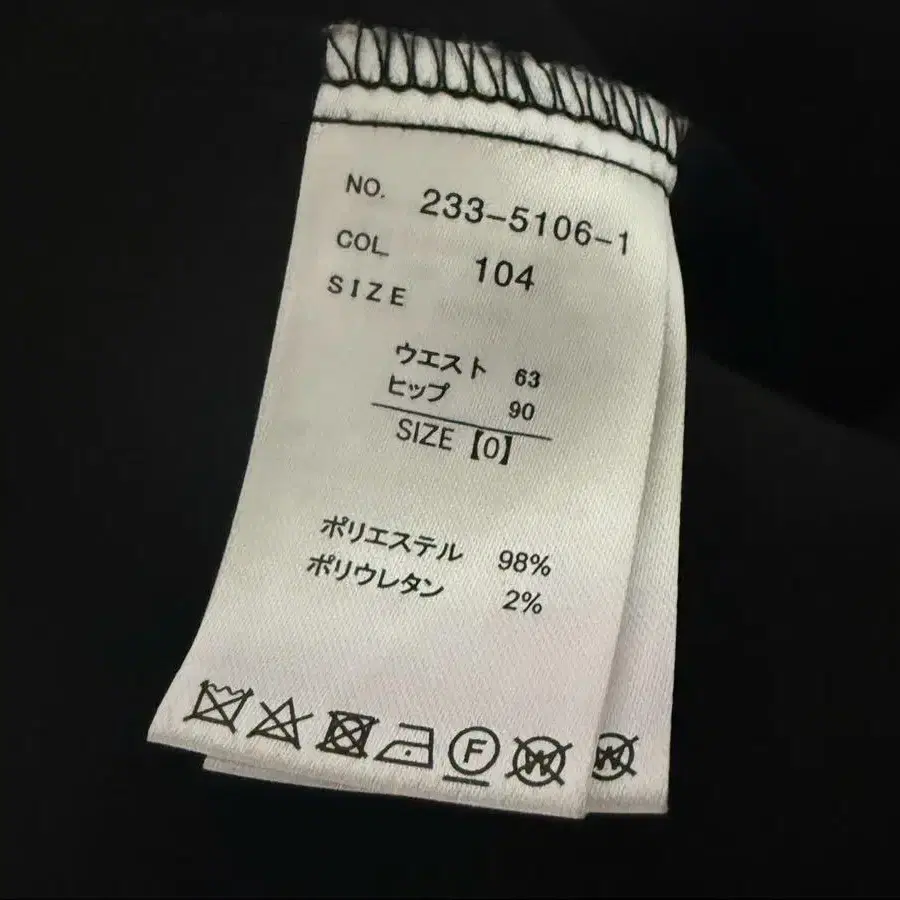 NO. 233-5106-1
COL 104
SIZE
ウエスト 63
ヒップ 90
SIZE【0】
ポリエステル 98%
ポリウレタン 2%
F W W